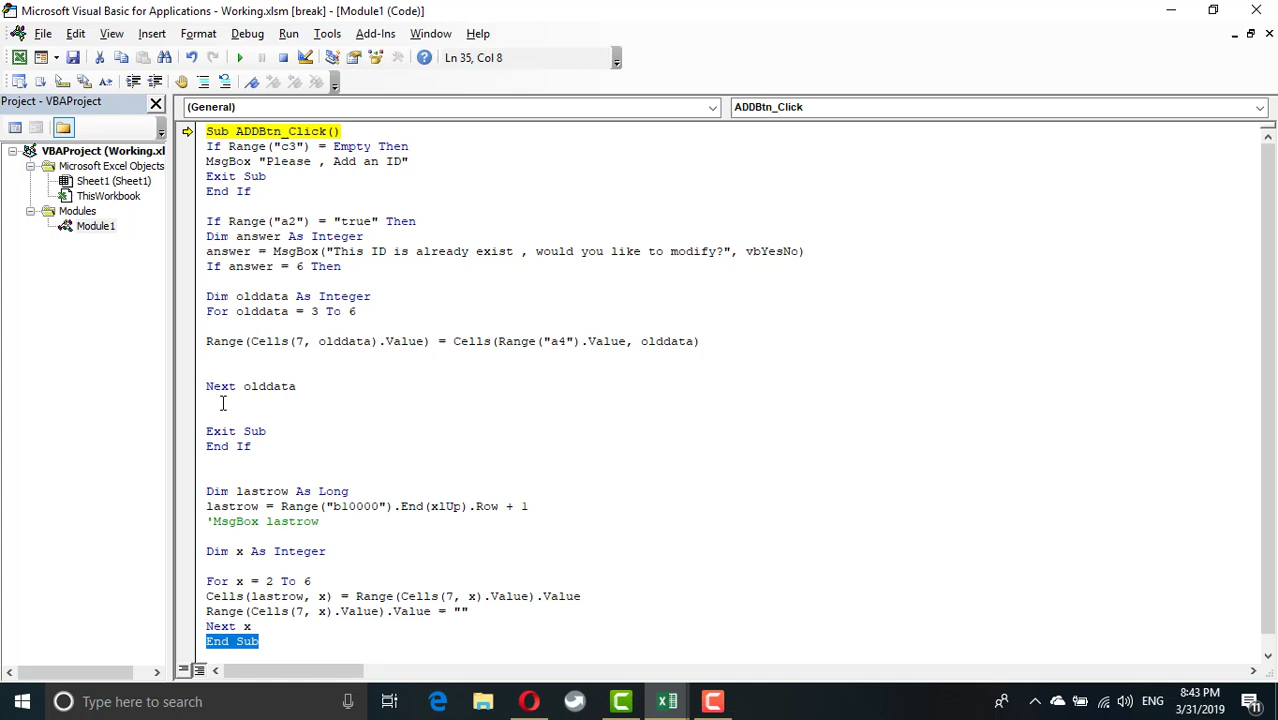 Microsoft Visual Basic for Applications - Working.xlsm [break] - [Module1 (Code)]
File Edit View Insert Format Debug Run Tools Add-Ins Window Help
Ln 35, Col 8
Project - VBAProject
(General) ADDBtn_Click
VBAProject (Working.xl
Microsoft Excel Objects
Sheet1 (Sheet1)
ThisWorkbook
Modules
Module1
Sub ADDBtn_Click()
If Range("c3") = Empty Then
MsgBox "Please , Add an ID"
Exit Sub
End If
If Range("a2") = "true" Then
Dim answer As Integer
answer = MsgBox("This ID is already exist , would you like to modify?", vbYesNo)
If answer = 6 Then
Dim olddata As Integer
For olddata = 3 To 6
Range(Cells(7, olddata).Value) = Cells(Range("a4").Value, olddata)
Next olddata
Exit Sub
End If
Dim lastrow As Long
lastrow = Range("b10000").End(xlUp).Row + 1
'MsgBox lastrow
Dim x As Integer
For x = 2 To 6
Cells(lastrow, x) = Range(Cells(7, x).Value).Value
Range(Cells(7, x).Value).Value = ""
Next x
End Sub
Type here to search
ENG
8:43 PM
3/31/2019
11